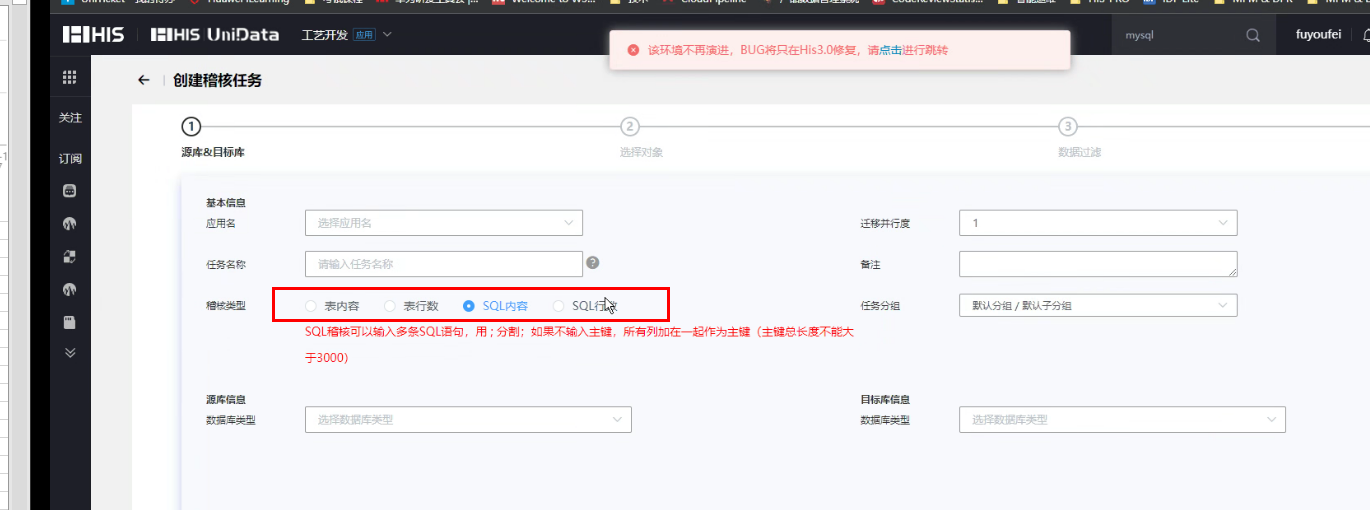 HuaweiHLearning
Welcome to W3...
CloudPipeline
CodeReviewStatis...
HIS
HIS UniData
工艺开发
应用
该环境不再演进，BUG将只在His3.0修复，请点击进行跳转
mysql
fuyoufei
关注
订阅
创建稽核任务
1
源库&目标库
2
选择对象
3
数据过滤
基本信息
应用名
选择应用名
迁移并行度
1
任务名称
请输入任务名称
?
备注
稽核类型
表内容
表行数
SQL内容
SQL行数
任务分组
默认分组 / 默认子分组
SQL稽核可以输入多条SQL语句，用 ; 分割；如果不输入主键，所有列加在一起作为主键（主键总长度不能大
于3000）
源库信息
数据库类型
选择数据库类型
目标库信息
数据库类型
选择数据库类型